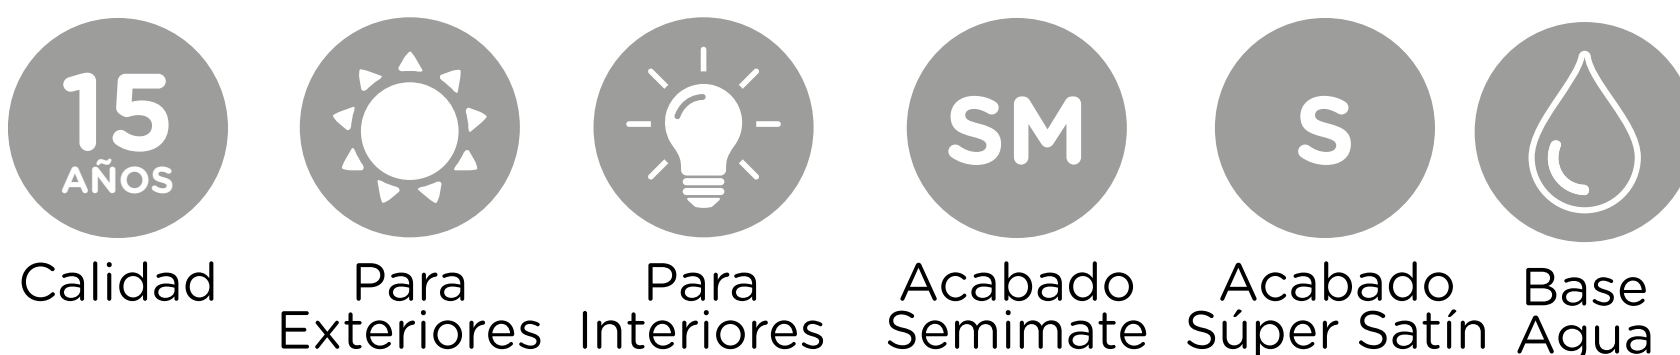 15
AÑOS
Calidad
Para
Exteriores
Para
Interiores
SM
Acabado
Semimate
S
Acabado
Súper Satín
Base
Agua